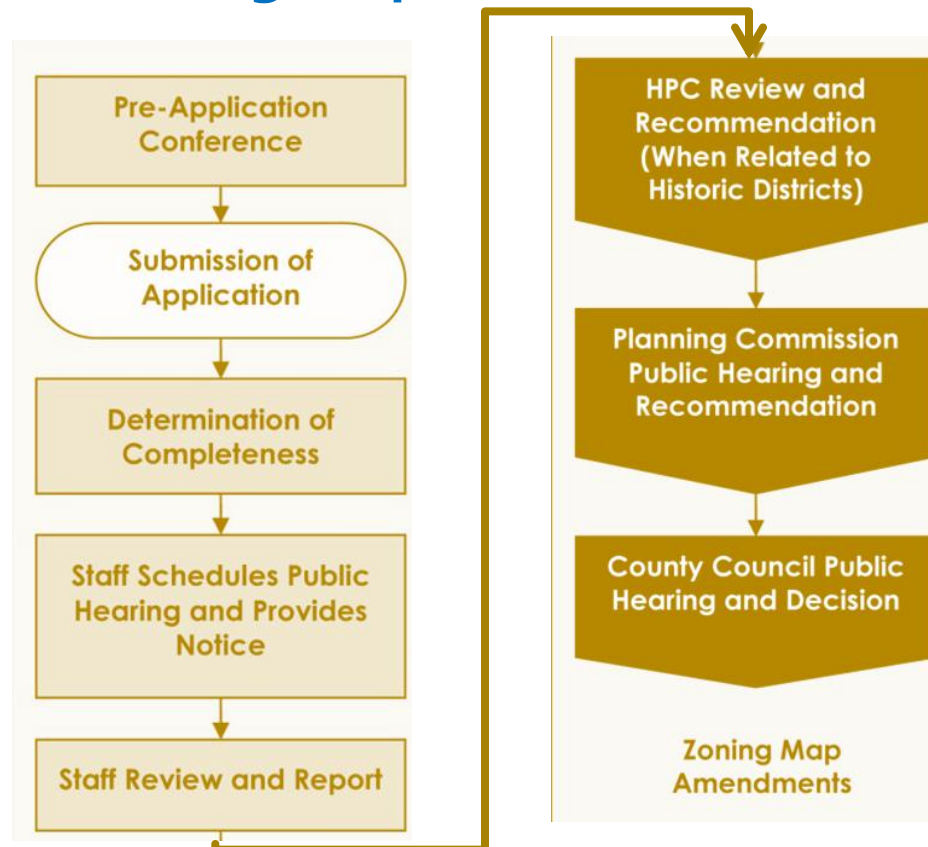 Pre-Application
Conference
Submission of
Application
Determination of
Completeness
Staff Schedules Public
Hearing and Provides
Notice
Staff Review and Report
HPC Review and
Recommendation
(When Related to
Historic Districts)
Planning Commission
Public Hearing and
Recommendation
County Council Public
Hearing and Decision
Zoning Map
Amendments